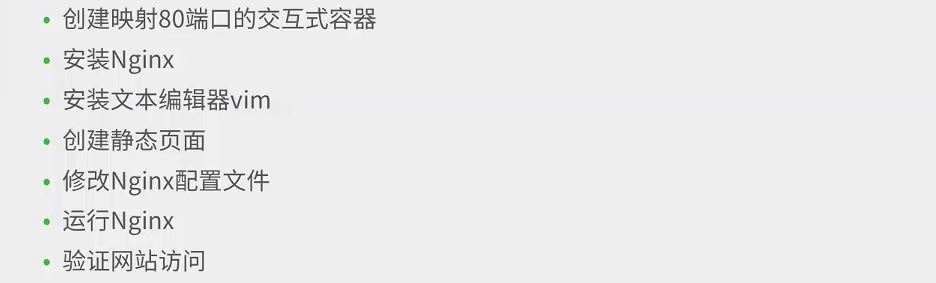 • 创建映射80端口的交互式容器
• 安装Nginx
• 安装文本编辑器vim
• 创建静态页面
• 修改Nginx配置文件
• 运行Nginx
• 验证网站访问